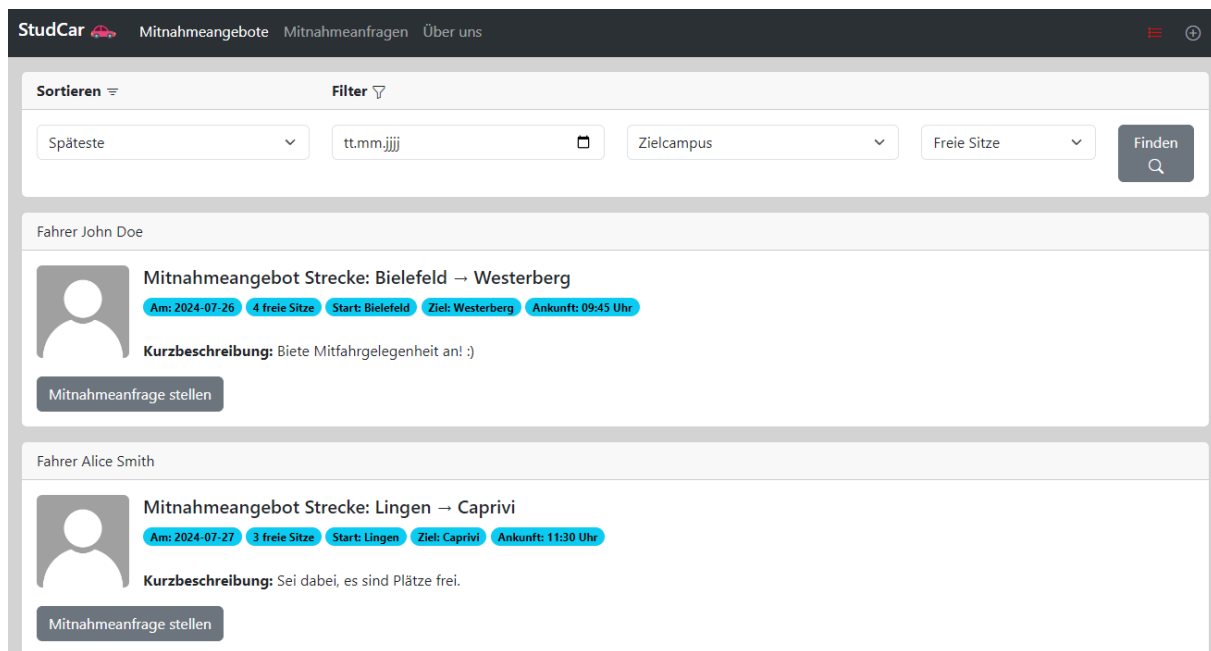 StudCar Mitnahmeangebote Mitnahmeanfragen Über uns
Sortieren Filter
Späteste tt.mm.jjjj Zielcampus Freie Sitze Finden
Fahrer John Doe
Mitnahmeangebot Strecke: Bielefeld → Westerberg
Am: 2024-07-26 4 freie Sitze Start: Bielefeld Ziel: Westerberg Ankunft: 09:45 Uhr
Kurzbeschreibung: Biete Mitfahrgelegenheit an! :)
Mitnahmeanfrage stellen
Fahrer Alice Smith
Mitnahmeangebot Strecke: Lingen → Caprivi
Am: 2024-07-27 3 freie Sitze Start: Lingen Ziel: Caprivi Ankunft: 11:30 Uhr
Kurzbeschreibung: Sei dabei, es sind Plätze frei.
Mitnahmeanfrage stellen